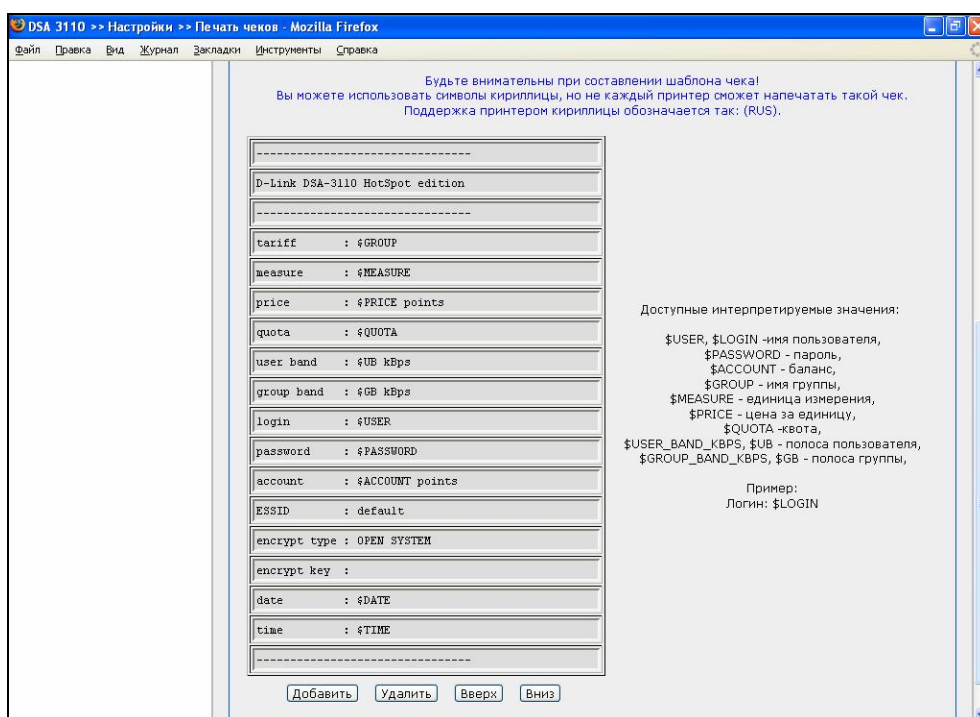 DSA 3110 >> Настройки >> Печать чеков - Mozilla Firefox
Файл Правка Вид Журнал Закладки Инструменты Справка
Будьте внимательны при составлении шаблона чека!
Вы можете использовать символы кириллицы, но не каждый принтер сможет напечатать такой чек.
Поддержка принтером кириллицы обозначается так: (RUS).
--------------------------------
D-Link DSA-3110 HotSpot edition
--------------------------------
tariff : $GROUP
measure : $MEASURE
price : $PRICE points
quota : $QUOTA
user band : $UB kBps
group band : $GB kBps
login : $USER
password : $PASSWORD
account : $ACCOUNT points
ESSID : default
encrypt type : OPEN SYSTEM
encrypt key :
date : $DATE
time : $TIME
--------------------------------
Доступные интерпретируемые значения:
$USER, $LOGIN -имя пользователя,
$PASSWORD - пароль,
$ACCOUNT - баланс,
$GROUP - имя группы,
$MEASURE - единица измерения,
$PRICE - цена за единицу,
$QUOTA -квота,
$USER_BAND_KBPS, $UB - полоса пользователя,
$GROUP_BAND_KBPS, $GB - полоса группы,
Пример:
Логин: $LOGIN
Добавить Удалить Вверх Вниз